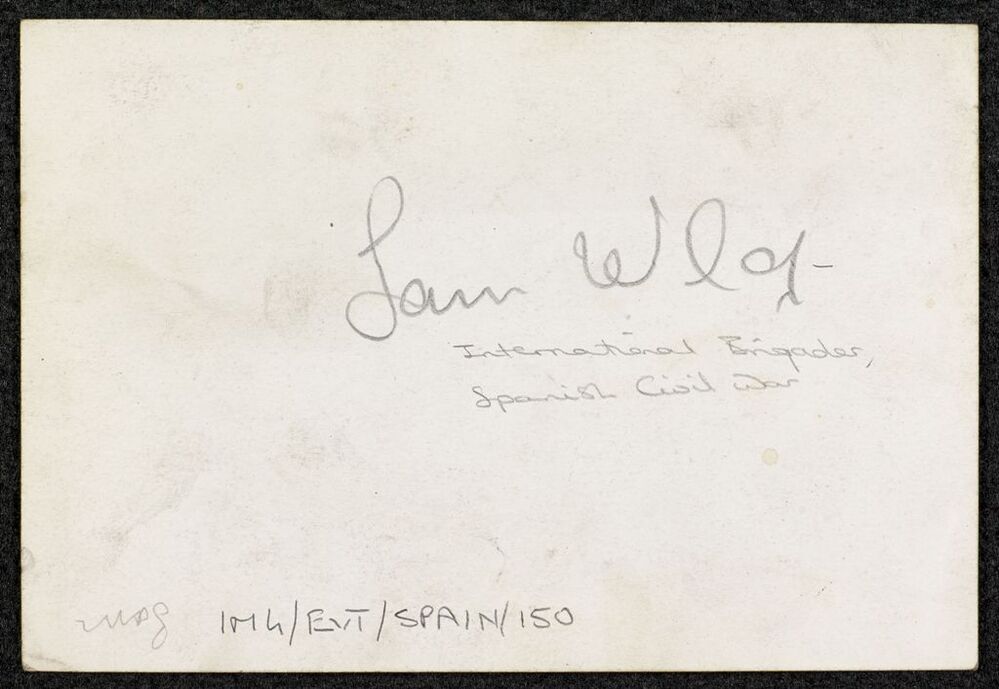 Sam Wild
International Brigader,
Spanish Civil War
IMG/EVT/SPAIN/150